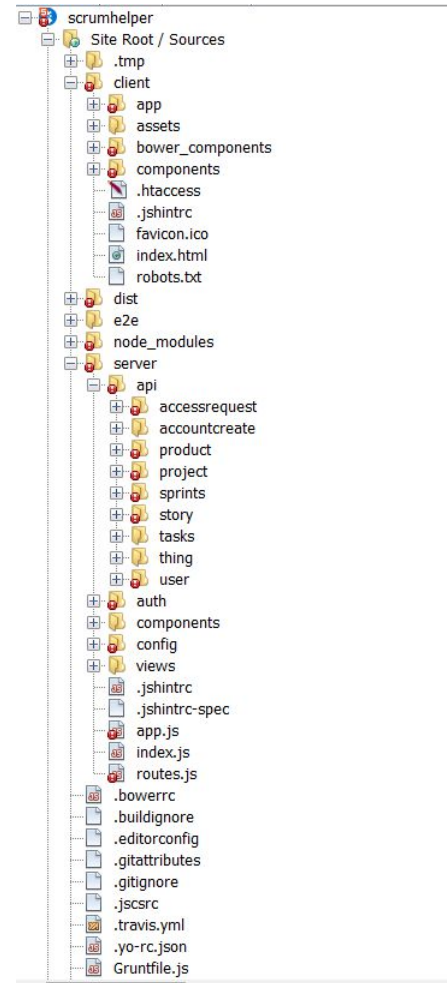 scrumhelper
Site Root / Sources
.tmp
client
app
assets
bower_components
components
.htaccess
.jshintrc
favicon.ico
index.html
robots.txt
dist
e2e
node_modules
server
api
accessrequest
accountcreate
product
project
sprints
story
tasks
thing
user
auth
components
config
views
.jshintrc
.jshintrc-spec
app.js
index.js
routes.js
.bowerrc
.buildignore
.editorconfig
.gitattributes
.gitignore
.jscsrc
.travis.yml
.yo-rc.json
Gruntfile.js